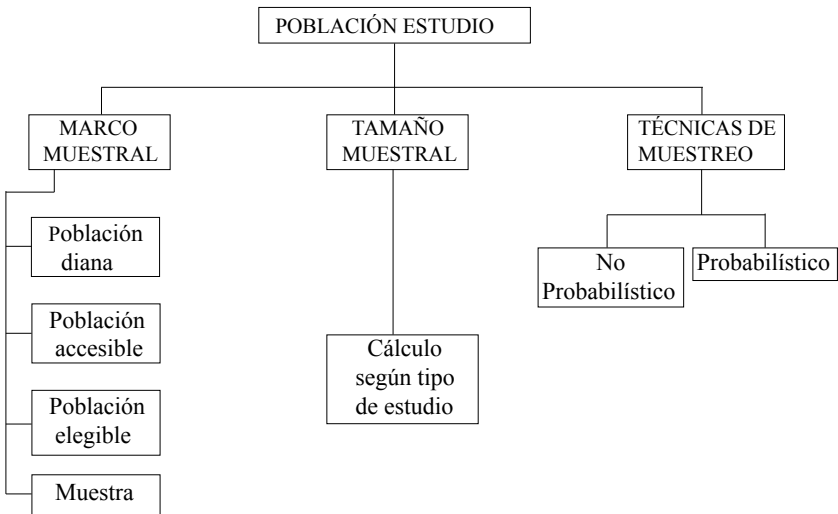 POBLACIÓN ESTUDIO
MARCO
MUESTRAL
TAMAÑO
MUESTRAL
TÉCNICAS DE
MUESTREO
Población
diana
Población
accesible
Población
elegible
Muestra
Cálculo
según tipo
de estudio
No
Probabilístico
Probabilístico